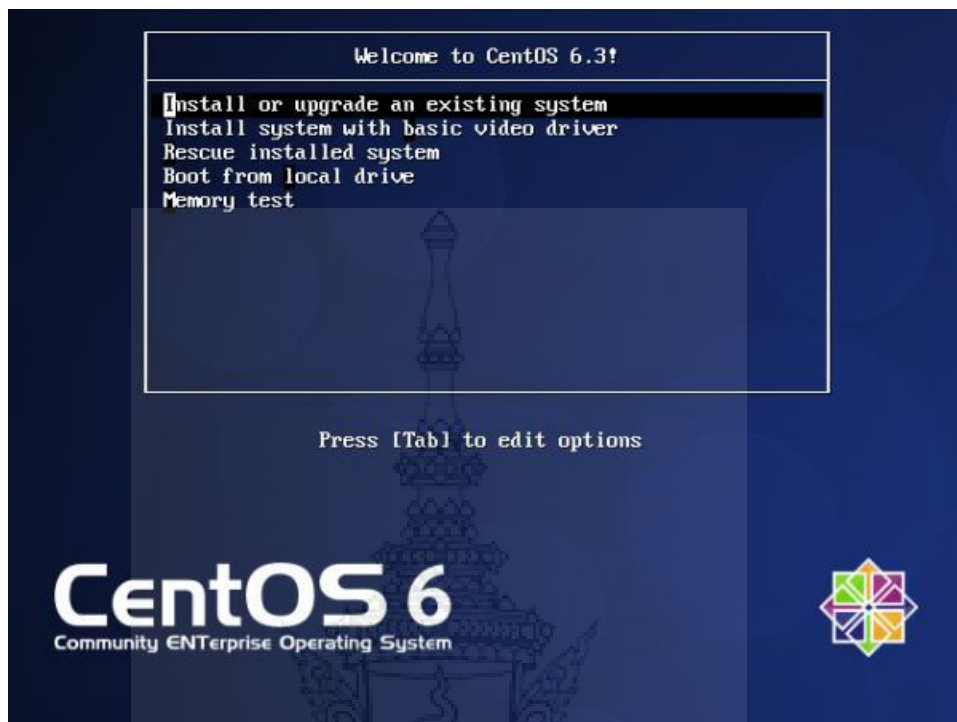 Welcome to CentOS 6.3!
Install or upgrade an existing system
Install system with basic video driver
Rescue installed system
Boot from local drive
Memory test
Press [Tab] to edit options
CentOS 6
Community ENTerprise Operating System